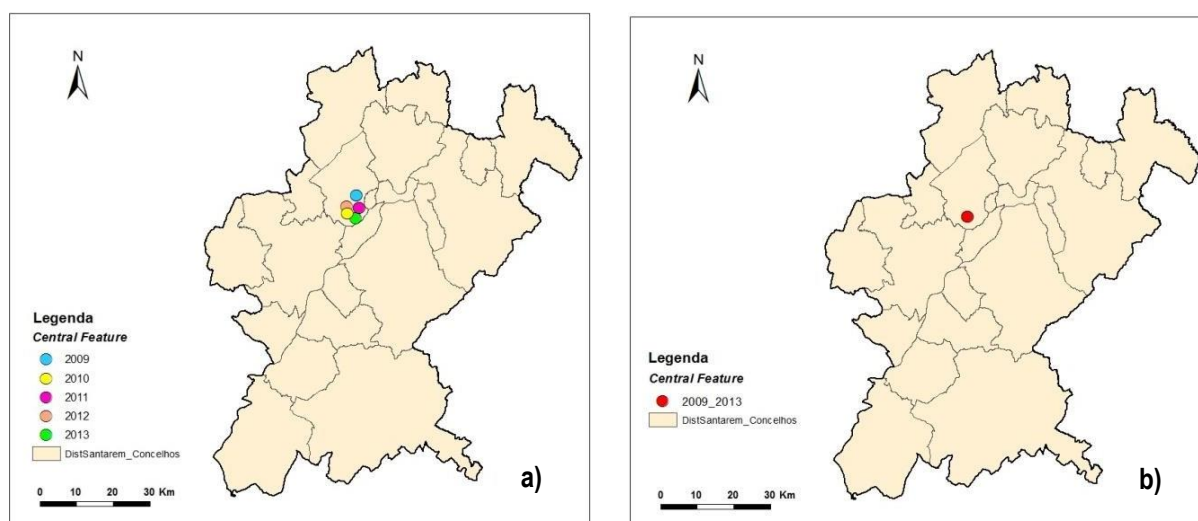 N
Legenda
Central Feature
2009
2010
2011
2012
2013
DistSantarem_Concelhos
0 10 20 30 Km
a)
N
Legenda
Central Feature
2009_2013
DistSantarem_Concelhos
0 10 20 30 Km
b)